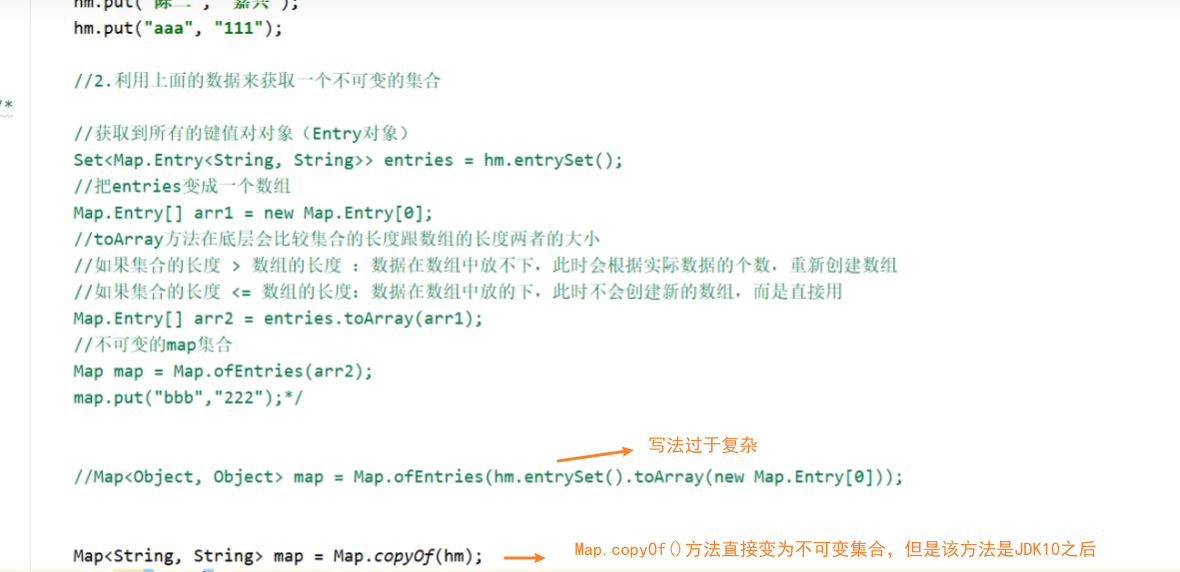 hm.put("陈二", "嘉兴");
hm.put("aaa", "111");
//2.利用上面的数据来获取一个不可变的集合
/*
//获取到所有的键值对对象（Entry对象）
Set<Map.Entry<String, String>> entries = hm.entrySet();
//把entries变成一个数组
Map.Entry[] arr1 = new Map.Entry[0];
//toArray方法在底层会比较集合的长度跟数组的长度两者的大小
//如果集合的长度 > 数组的长度 ：数据在数组中放不下，此时会根据实际数据的个数，重新创建数组
//如果集合的长度 <= 数组的长度：数据在数组中放的下，此时不会创建新的数组，而是直接用
Map.Entry[] arr2 = entries.toArray(arr1);
//不可变的map集合
Map map = Map.ofEntries(arr2);
map.put("bbb","222");*/
写法过于复杂
//Map<Object, Object> map = Map.ofEntries(hm.entrySet().toArray(new Map.Entry[0]));
Map<String, String> map = Map.copyOf(hm);
Map.copyOf()方法直接变为不可变集合，但是该方法是JDK10之后